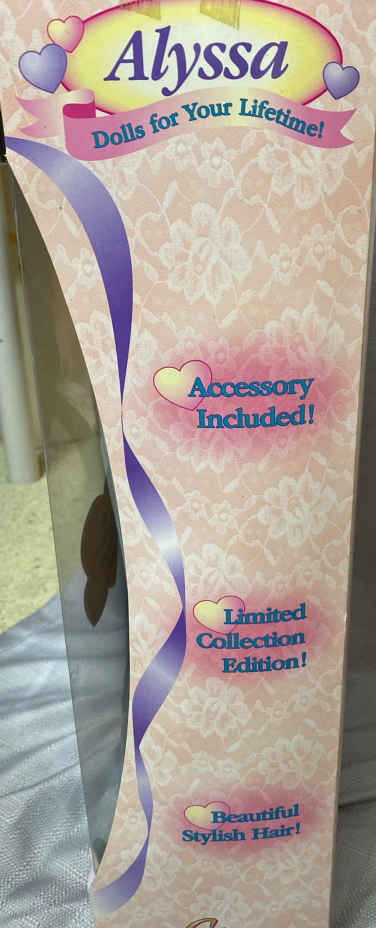 Alyssa
Dolls for Your Lifetime!
Accessory
Included!
Limited
Collection
Edition!
Beautiful
Stylish Hair!